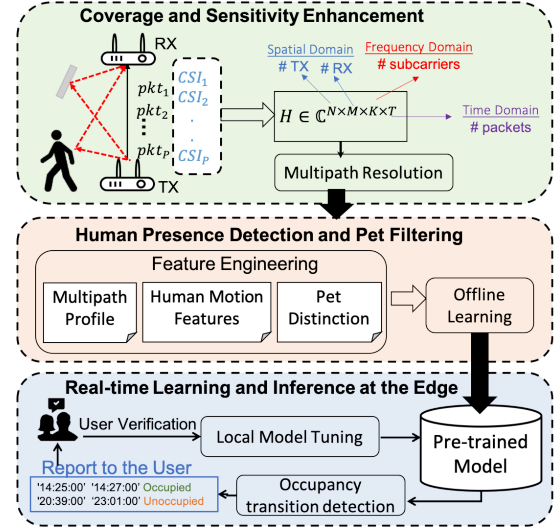 Coverage and Sensitivity Enhancement
RX
TX
pkt₁
pkt₂
pktₚ
CSI₁
CSI₂
.
.
CSIₚ
Spatial Domain
# TX # RX
Frequency Domain
# subcarriers
H ∈ ℂᴺˣᴹˣᴷˣᵀ
Time Domain
# packets
Multipath Resolution
Human Presence Detection and Pet Filtering
Feature Engineering
Multipath
Profile
Human Motion
Features
Pet
Distinction
Offline
Learning
Real-time Learning and Inference at the Edge
User Verification
Local Model Tuning
Pre-trained
Model
Report to the User
'14:25:00' '14:27:00' Occupied
'20:39:00' '23:01:00' Unoccupied
Occupancy
transition detection